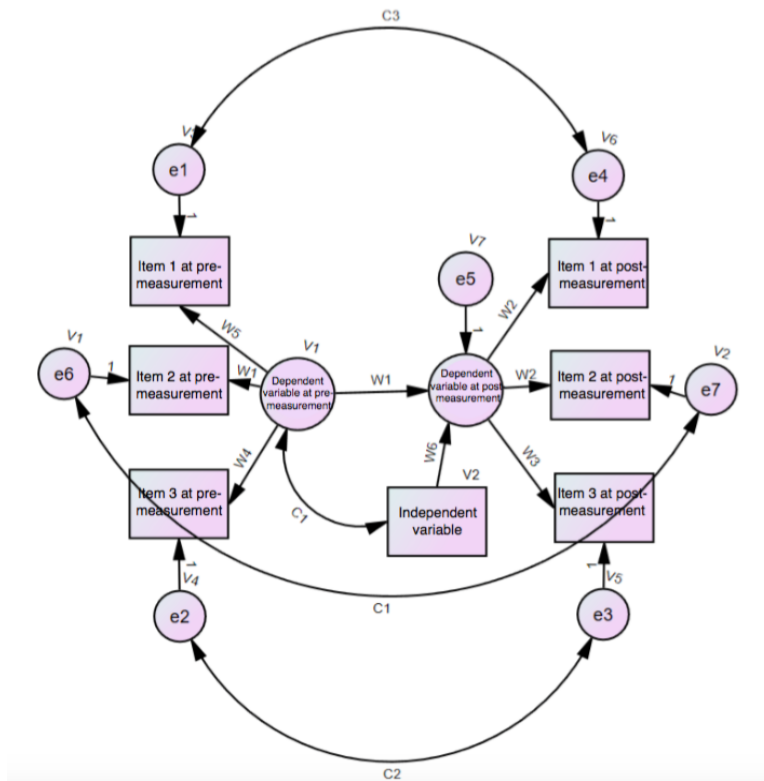 C3
V6
e1
e4
1
1
V7
Item 1 at pre-
measurement
e5
Item 1 at post-
measurement
W5
1
W2
V1
V1
V2
e6
1
Item 2 at pre-
measurement
W1
Dependent
variable at pre-
measurement
W1
Dependent
variable at post-
measurement
W2
Item 2 at post-
measurement
1
e7
W4
W6
W3
V2
Item 3 at pre-
measurement
C1
Independent
variable
Item 3 at post-
measurement
1
V4
1
V5
C1
e2
e3
C2